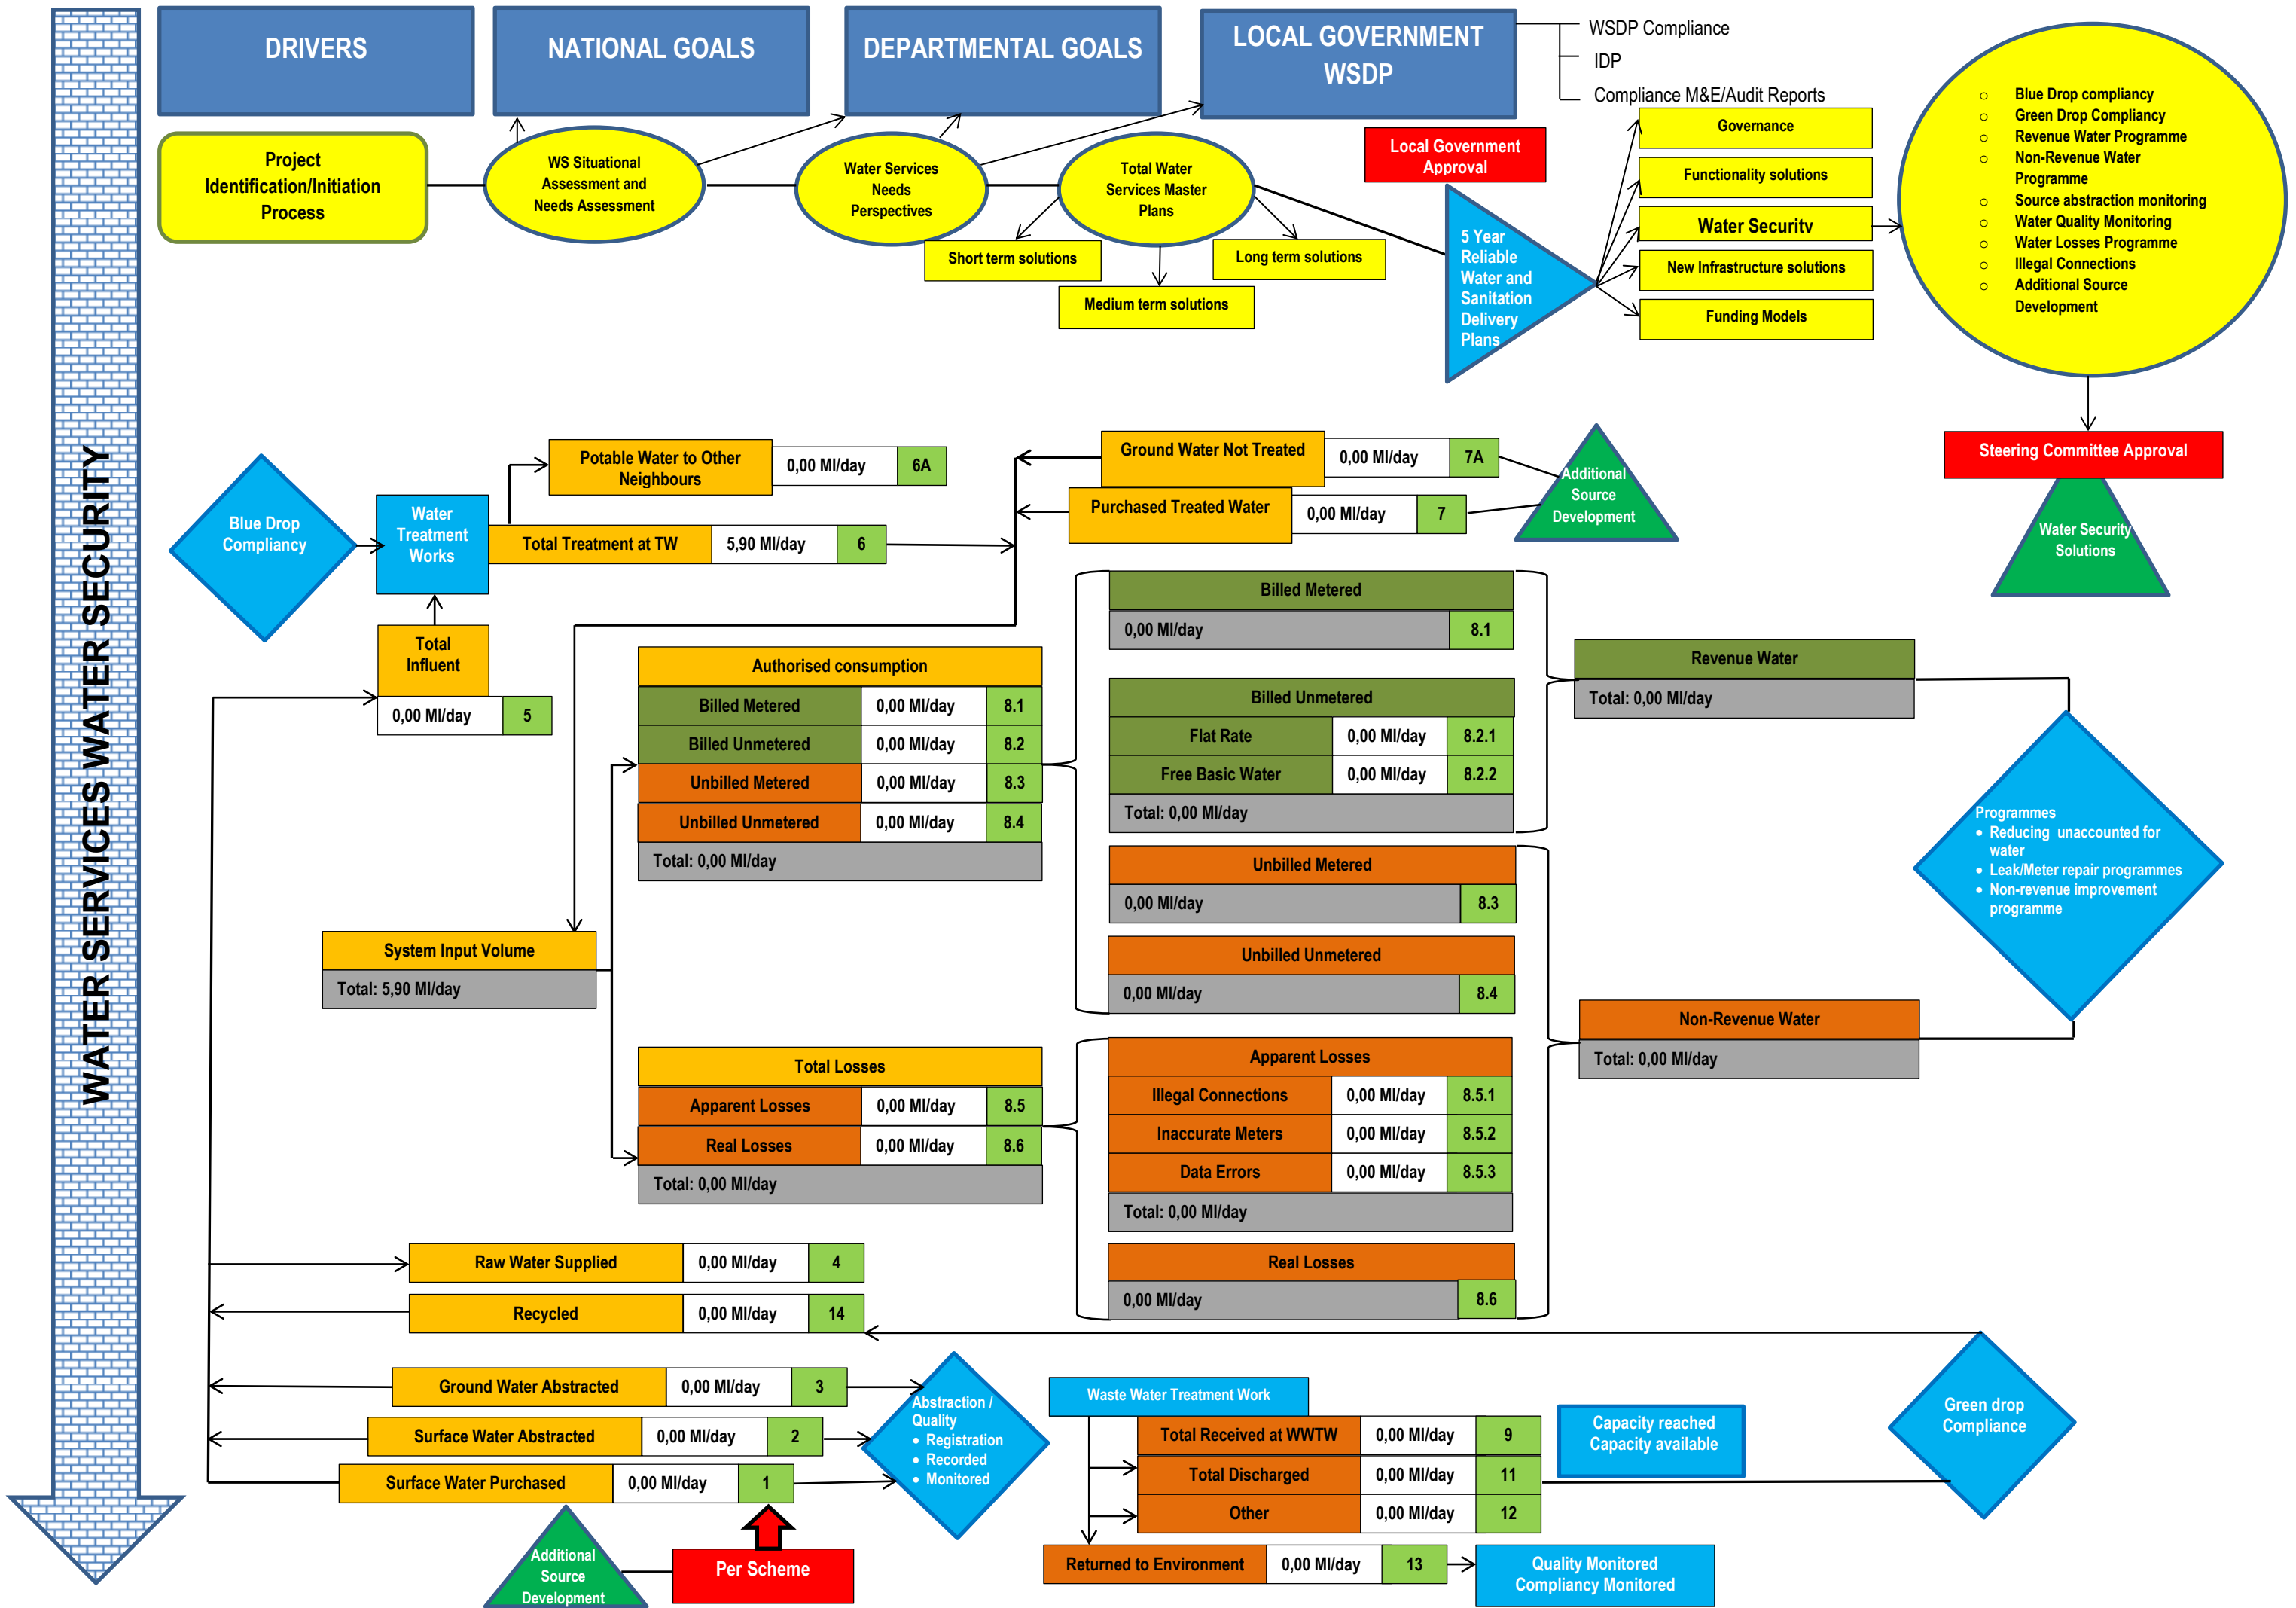 WATER SERVICES WATER SECURITY
DRIVERS
NATIONAL GOALS
DEPARTMENTAL GOALS
LOCAL GOVERNMENT
WSDP
WSDP Compliance
IDP
Compliance M&E/Audit Reports
Project
Identification/Initiation
Process
WS Situational
Assessment and
Needs Assessment
Water Services
Needs
Perspectives
Total Water
Services Master
Plans
Short term solutions
Medium term solutions
Long term solutions
Local Government
Approval
5 Year
Reliable
Water and
Sanitation
Delivery
Plans
Governance
Functionality solutions
Water Security
New Infrastructure solutions
Funding Models
o Blue Drop compliancy
o Green Drop Compliancy
o Revenue Water Programme
o Non-Revenue Water
Programme
o Source abstraction monitoring
o Water Quality Monitoring
o Water Losses Programme
o Illegal Connections
o Additional Source
Development
Steering Committee Approval
Water Security
Solutions
Blue Drop
Compliancy
Water
Treatment
Works
Potable Water to Other
Neighbours
0,00 Ml/day
6A
Total Treatment at TW
5,90 Ml/day
6
Ground Water Not Treated
0,00 Ml/day
7A
Purchased Treated Water
0,00 Ml/day
7
Additional
Source
Development
Total
Influent
0,00 Ml/day
5
System Input Volume
Total: 5,90 Ml/day
Authorised consumption
Billed Metered 0,00 Ml/day 8.1
Billed Unmetered 0,00 Ml/day 8.2
Unbilled Metered 0,00 Ml/day 8.3
Unbilled Unmetered 0,00 Ml/day 8.4
Total: 0,00 Ml/day
Total Losses
Apparent Losses 0,00 Ml/day 8.5
Real Losses 0,00 Ml/day 8.6
Total: 0,00 Ml/day
Billed Metered
0,00 Ml/day 8.1
Billed Unmetered
Flat Rate 0,00 Ml/day 8.2.1
Free Basic Water 0,00 Ml/day 8.2.2
Total: 0,00 Ml/day
Unbilled Metered
0,00 Ml/day 8.3
Unbilled Unmetered
0,00 Ml/day 8.4
Apparent Losses
Illegal Connections 0,00 Ml/day 8.5.1
Inaccurate Meters 0,00 Ml/day 8.5.2
Data Errors 0,00 Ml/day 8.5.3
Total: 0,00 Ml/day
Real Losses
0,00 Ml/day 8.6
Revenue Water
Total: 0,00 Ml/day
Non-Revenue Water
Total: 0,00 Ml/day
Programmes
• Reducing unaccounted for
water
• Leak/Meter repair programmes
• Non-revenue improvement
programme
Raw Water Supplied 0,00 Ml/day 4
Recycled 0,00 Ml/day 14
Ground Water Abstracted 0,00 Ml/day 3
Surface Water Abstracted 0,00 Ml/day 2
Surface Water Purchased 0,00 Ml/day 1
Abstraction /
Quality
• Registration
• Recorded
• Monitored
Additional
Source
Development
Per Scheme
Waste Water Treatment Work
Total Received at WWTW 0,00 Ml/day 9
Total Discharged 0,00 Ml/day 11
Other 0,00 Ml/day 12
Returned to Environment 0,00 Ml/day 13
Capacity reached
Capacity available
Quality Monitored
Compliancy Monitored
Green drop
Compliance